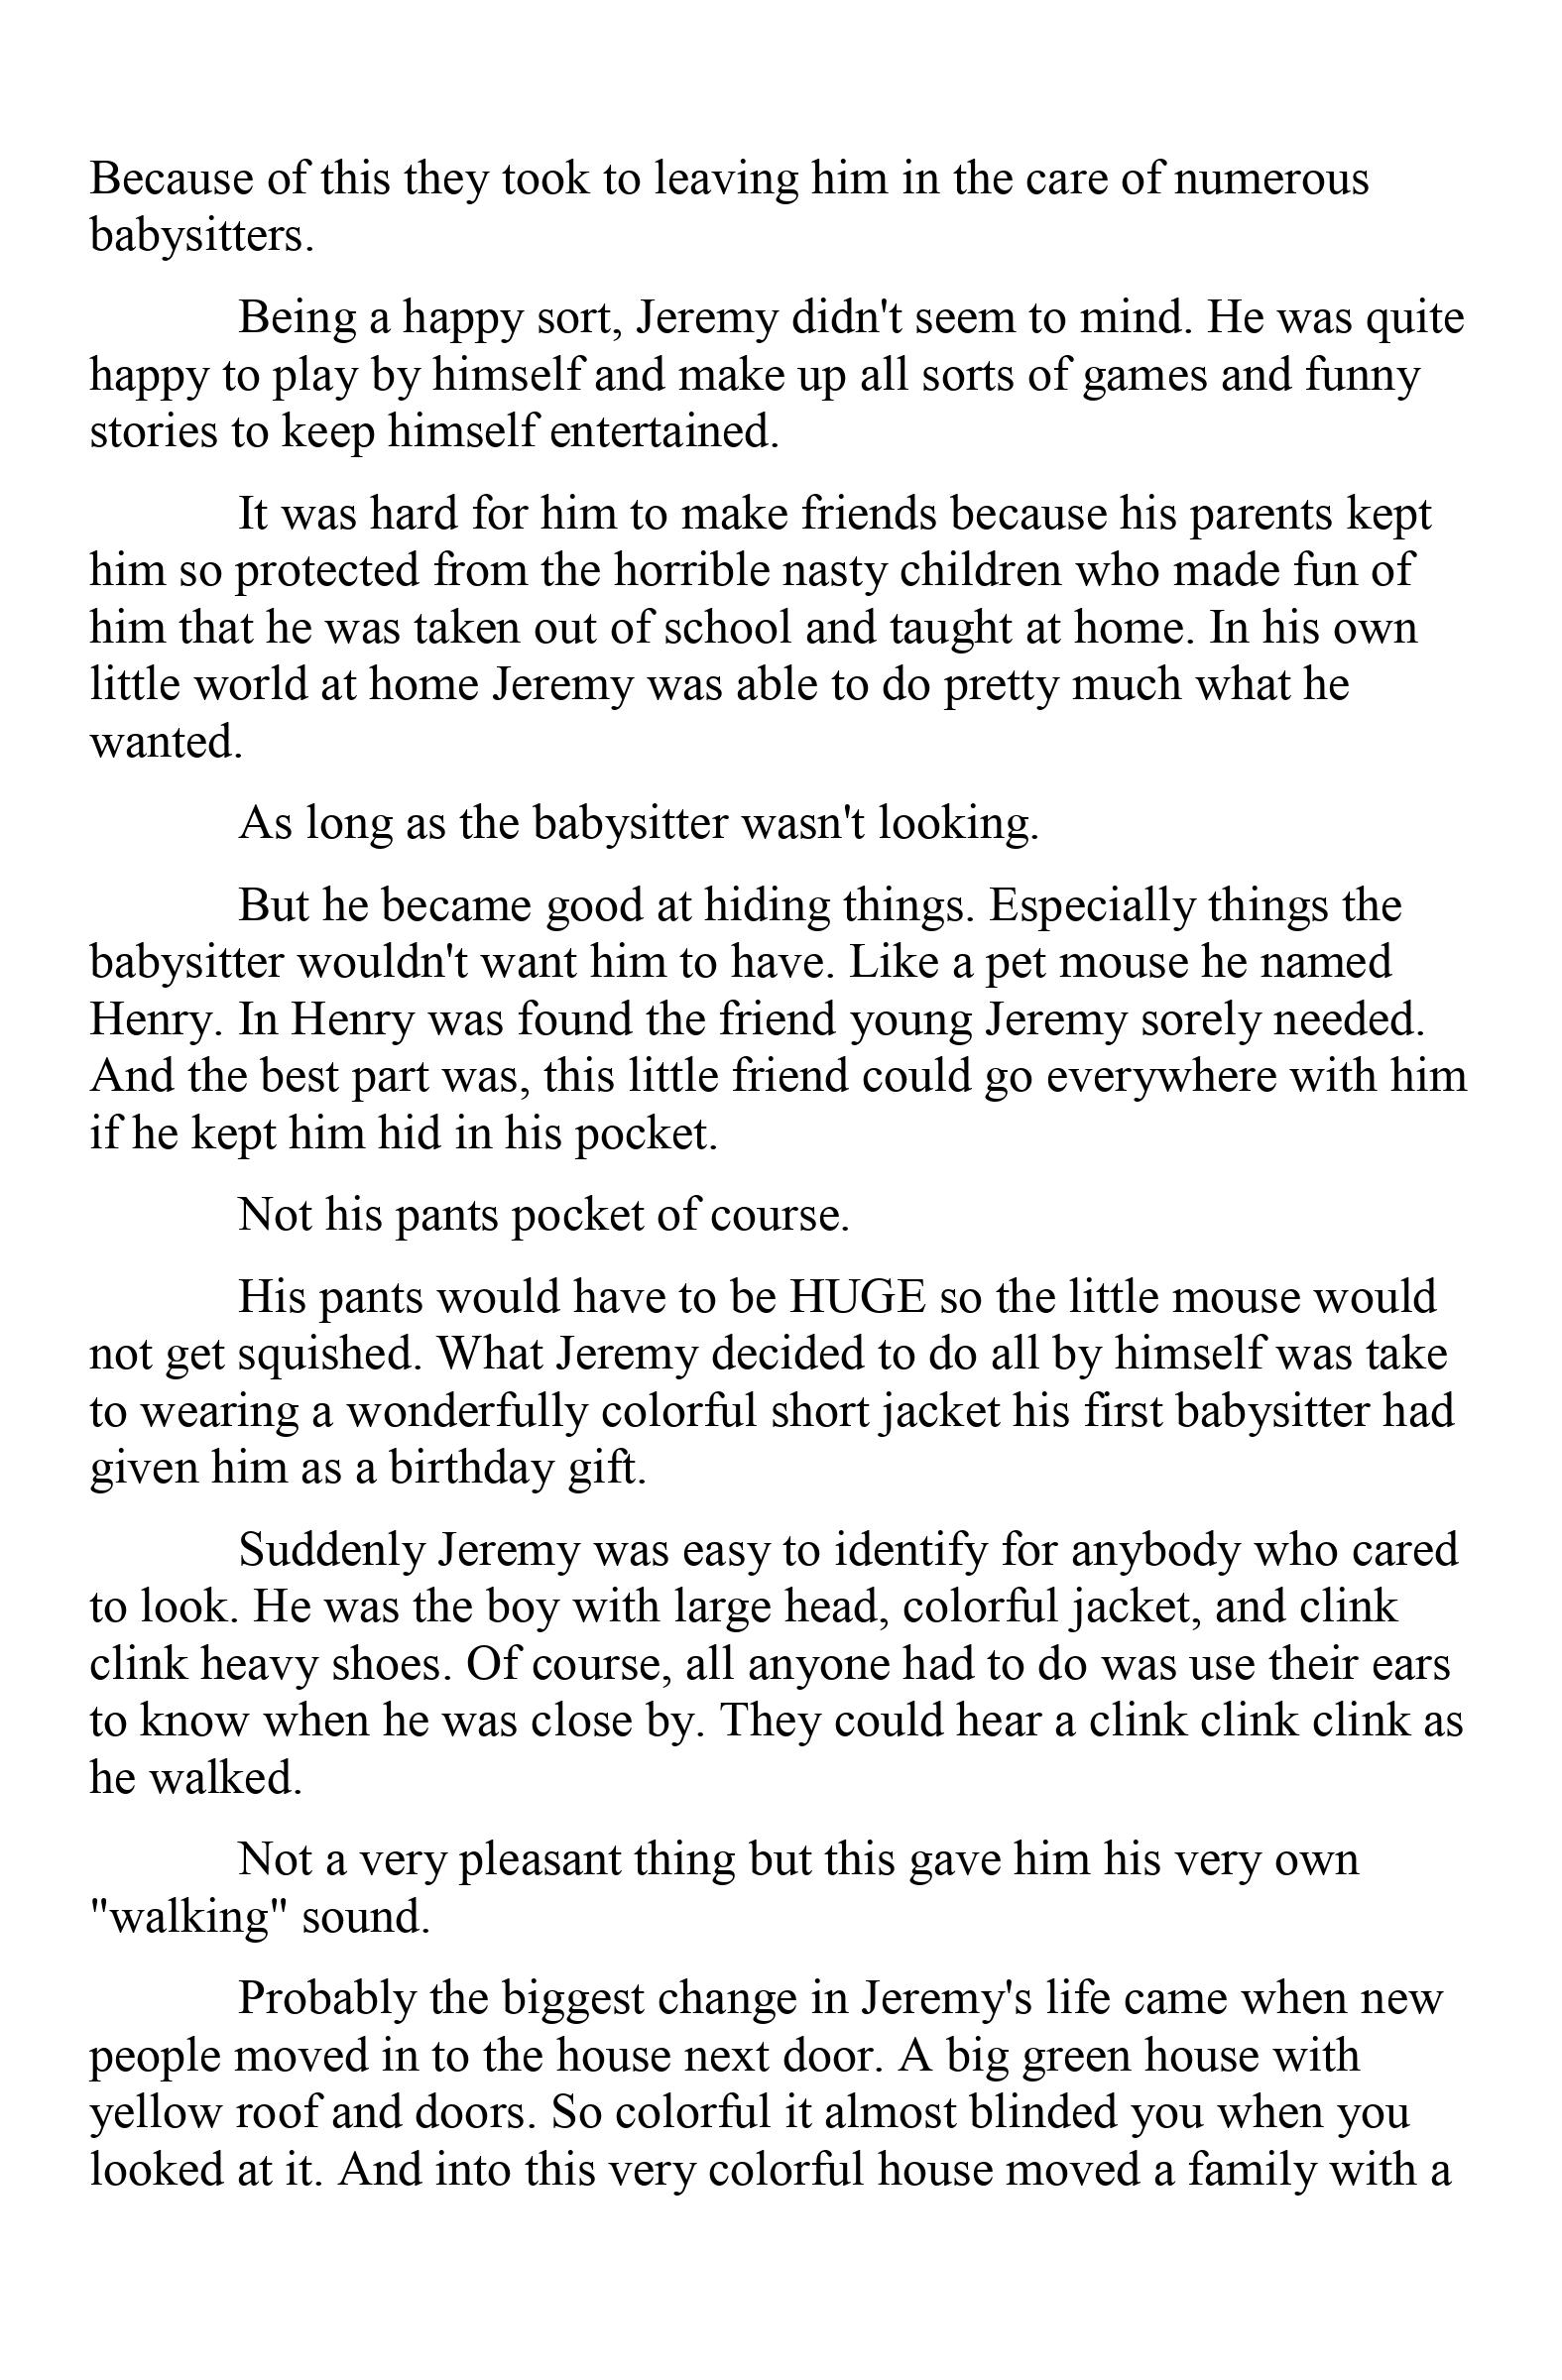 Because of this they took to leaving him in the care of numerous
babysitters.
Being a happy sort, Jeremy didn't seem to mind. He was quite
happy to play by himself and make up all sorts of games and funny
stories to keep himself entertained.
It was hard for him to make friends because his parents kept
him so protected from the horrible nasty children who made fun of
him that he was taken out of school and taught at home. In his own
little world at home Jeremy was able to do pretty much what he
wanted.
As long as the babysitter wasn't looking.
But he became good at hiding things. Especially things the
babysitter wouldn't want him to have. Like a pet mouse he named
Henry. In Henry was found the friend young Jeremy sorely needed.
And the best part was, this little friend could go everywhere with him
if he kept him hid in his pocket.
Not his pants pocket of course.
His pants would have to be HUGE so the little mouse would
not get squished. What Jeremy decided to do all by himself was take
to wearing a wonderfully colorful short jacket his first babysitter had
given him as a birthday gift.
Suddenly Jeremy was easy to identify for anybody who cared
to look. He was the boy with large head, colorful jacket, and clink
clink heavy shoes. Of course, all anyone had to do was use their ears
to know when he was close by. They could hear a clink clink clink as
he walked.
Not a very pleasant thing but this gave him his very own
"walking" sound.
Probably the biggest change in Jeremy's life came when new
people moved in to the house next door. A big green house with
yellow roof and doors. So colorful it almost blinded you when you
looked at it. And into this very colorful house moved a family with a